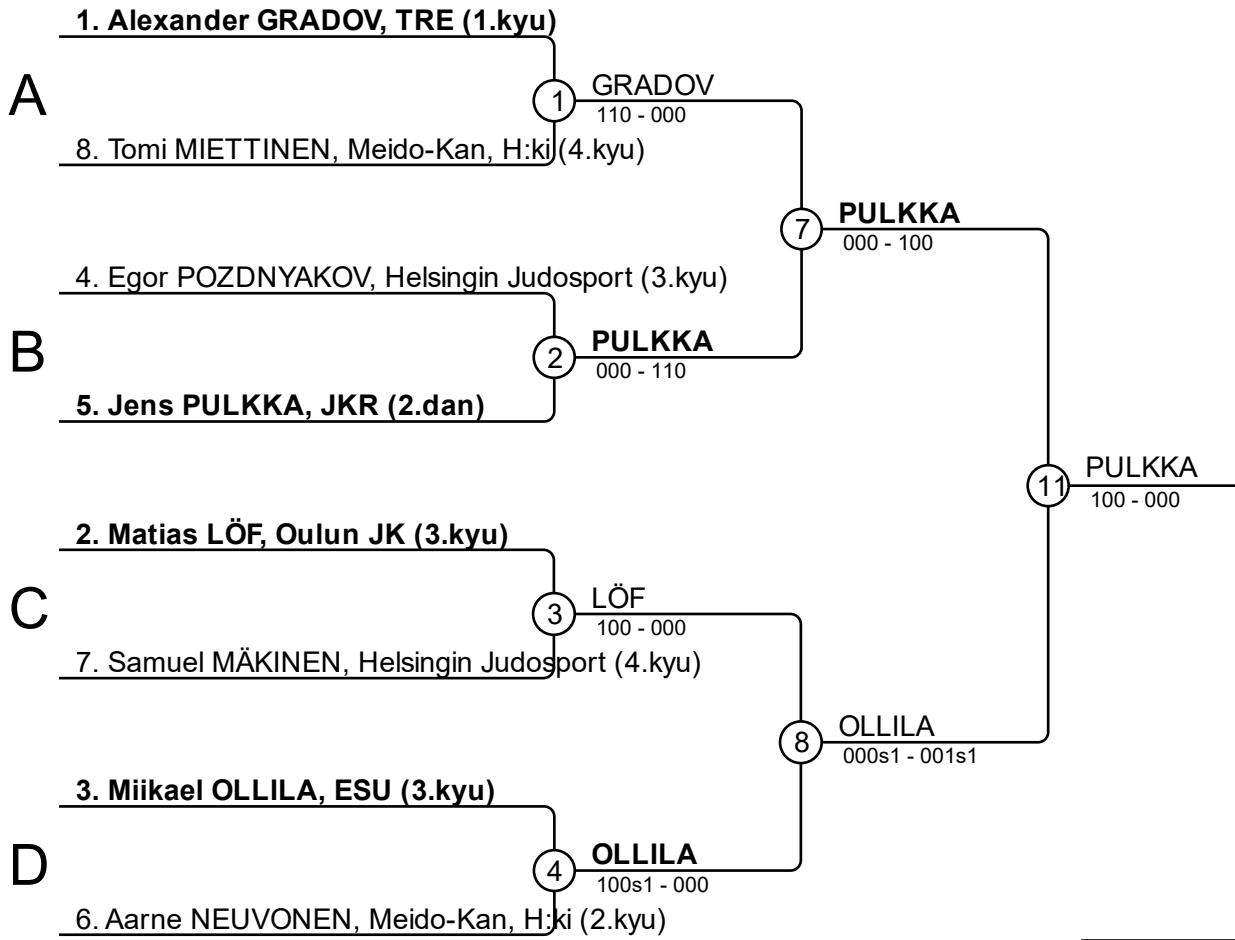 1. Alexander GRADOV, TRE (1.kyu)
A
1
GRADOV
110 - 000
8. Tomi MIETTINEN, Meido-Kan, H:ki (4.kyu)
7
PULKKA
000 - 100
4. Egor POZDNYAKOV, Helsingin Judosport (3.kyu)
B
2
PULKKA
000 - 110
5. Jens PULKKA, JKR (2.dan)
11
PULKKA
100 - 000
2. Matias LÖF, Oulun JK (3.kyu)
C
3
LÖF
100 - 000
7. Samuel MÄKINEN, Helsingin Judosport (4.kyu)
8
OLLILA
000s1 - 001s1
3. Miikael OLLILA, ESU (3.kyu)
D
4
OLLILA
100s1 - 000
6. Aarne NEUVONEN, Meido-Kan, H:ki (2.kyu)